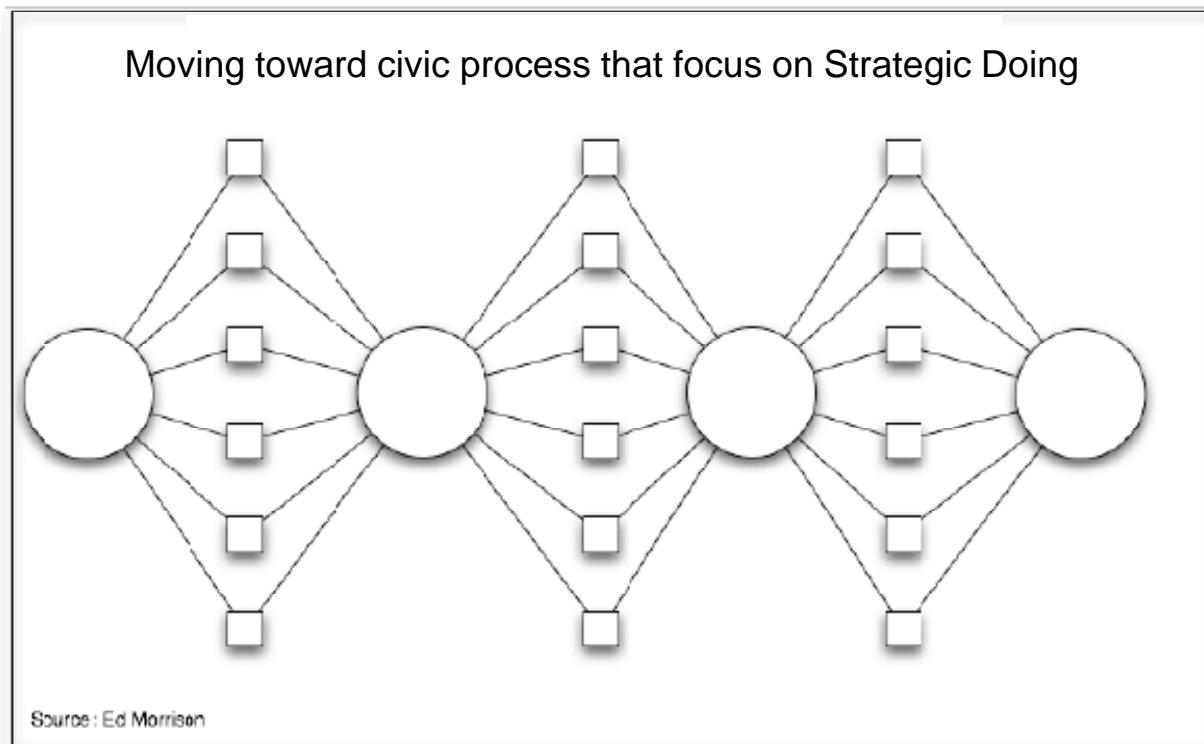 Moving toward civic process that focus on Strategic Doing
Source: Ed Morrison